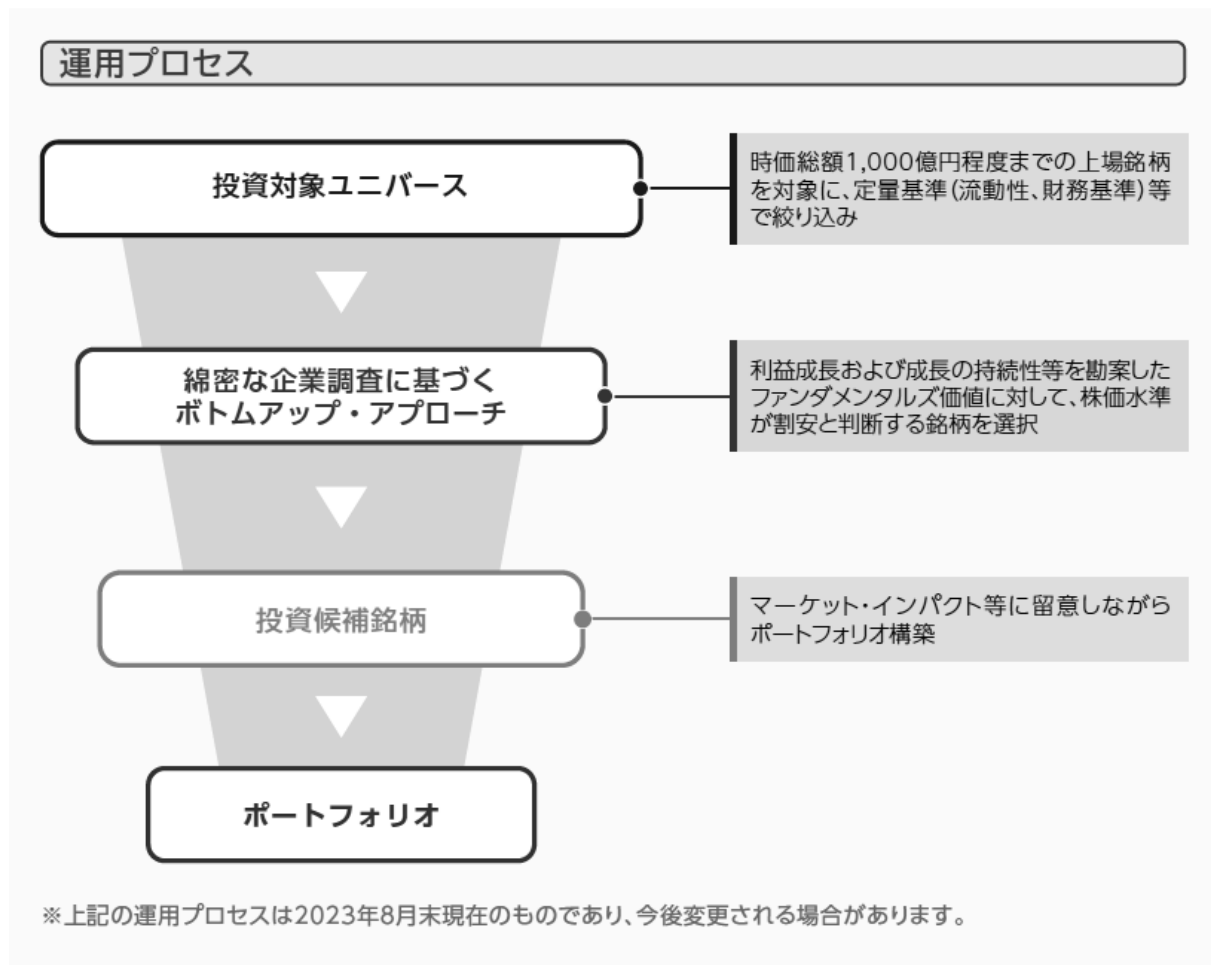 運用プロセス
投資対象ユニバース
時価総額1,000億円程度までの上場銘柄
を対象に、定量基準(流動性、財務基準)等
で絞り込み
綿密な企業調査に基づく
ボトムアップ・アプローチ
利益成長および成長の持続性等を勘案した
ファンダメンタルズ価値に対して、株価水準
が割安と判断する銘柄を選択
投資候補銘柄
マーケット・インパクト等に留意しながら
ポートフォリオ構築
ポートフォリオ
※上記の運用プロセスは2023年8月末現在のものであり、今後変更される場合があります。